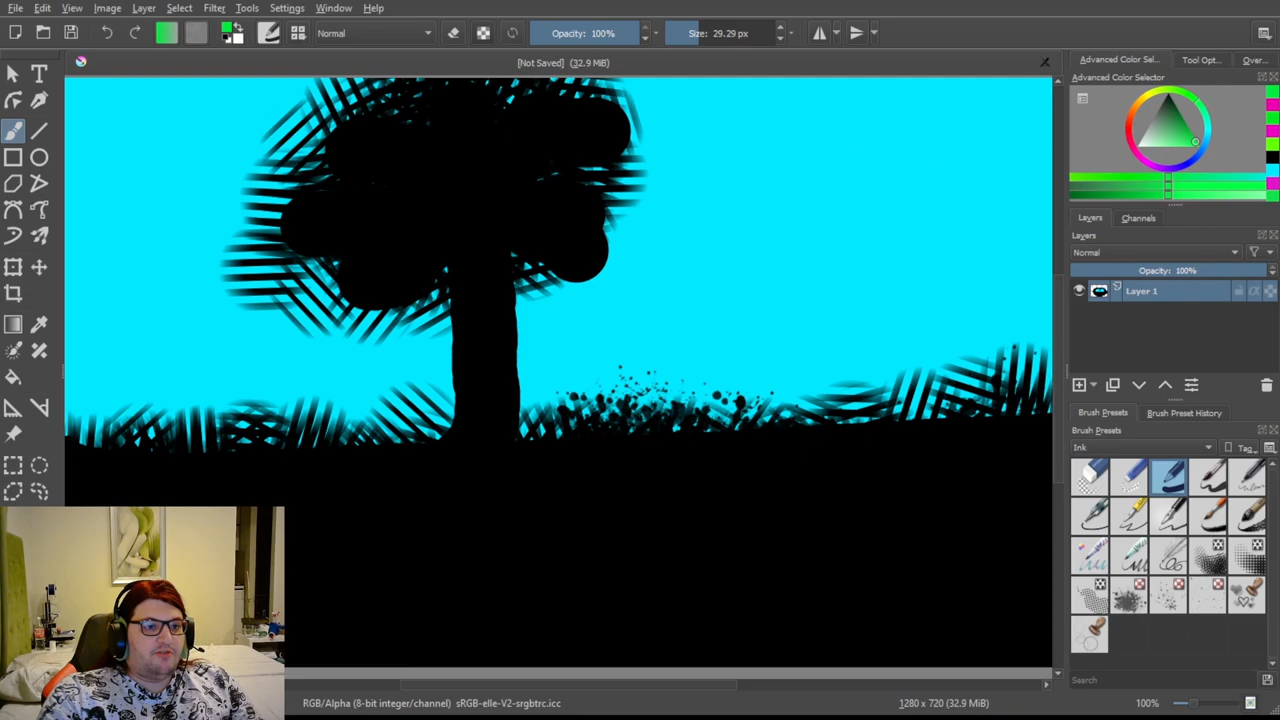 File Edit View Image Layer Select Filter Tools Settings Window Help
Normal Opacity: 100% Size: 29.29 px
[Not Saved] (32.9 MiB)
Advanced Color Sel... Tool Opt... Over...
Advanced Color Selector
Layers Channels
Layers
Normal
Opacity: 100%
Layer 1
Brush Presets Brush Preset History
Brush Presets
Ink Tag
Search
RGB/Alpha (8-bit integer/channel) sRGB-elle-V2-srgbtrc.icc 1280 x 720 (32.9 MiB) 100%